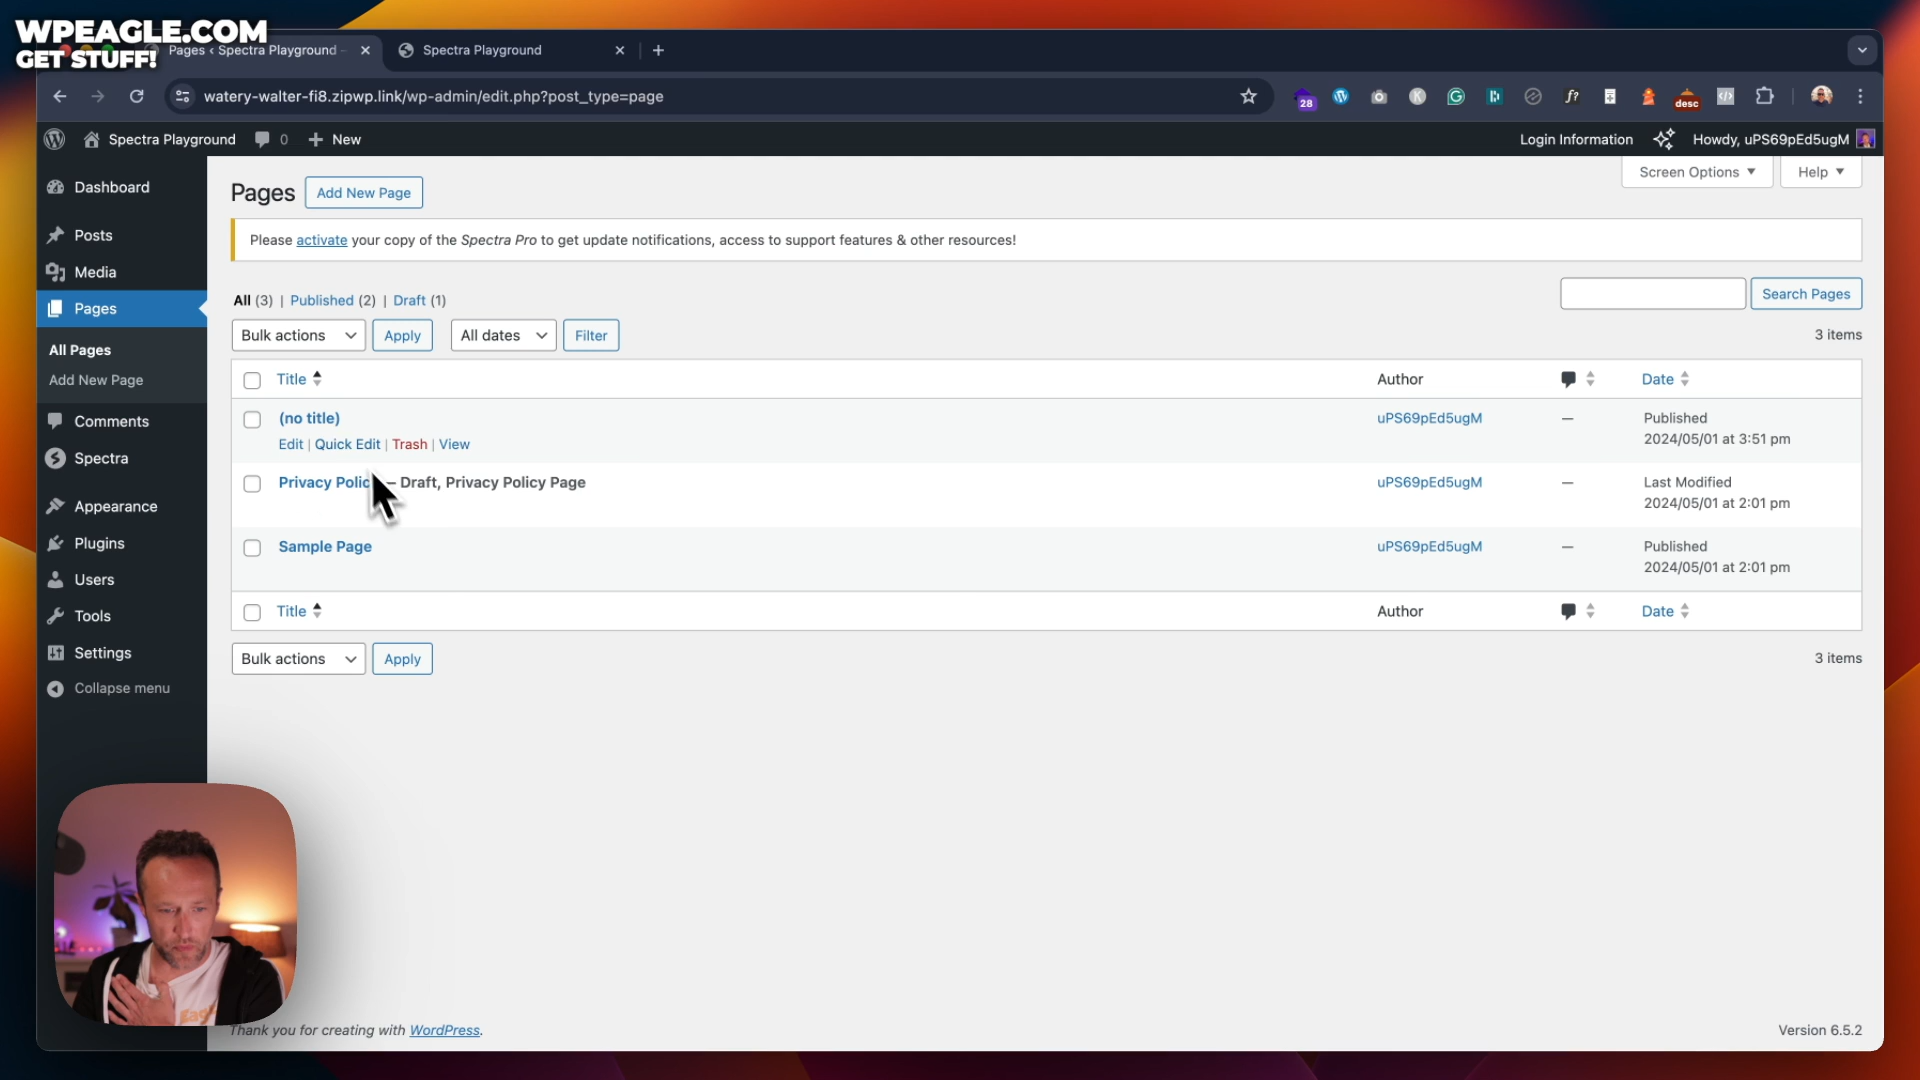 WPEAGLE.COM
GET STUFF!
Pages ‹ Spectra Playground –
Spectra Playground
watery-walter-fi8.zipwp.link/wp-admin/edit.php?post_type=page
28
desc
Spectra Playground
0
New
Login Information
Howdy, uPS69pEd5ugM
Dashboard
Posts
Media
Pages
All Pages
Add New Page
Comments
Spectra
Appearance
Plugins
Users
Tools
Settings
Collapse menu
Screen Options
Help
Pages
Add New Page
Please activate your copy of the Spectra Pro to get update notifications, access to support features & other resources!
All (3) | Published (2) | Draft (1)
Search Pages
Bulk actions
Apply
All dates
Filter
3 items
Title
Author
Date
(no title)
uPS69pEd5ugM
—
Published
Edit | Quick Edit | Trash | View
2024/05/01 at 3:51 pm
Privacy Polic – Draft, Privacy Policy Page
uPS69pEd5ugM
—
Last Modified
2024/05/01 at 2:01 pm
Sample Page
uPS69pEd5ugM
—
Published
2024/05/01 at 2:01 pm
Title
Author
Date
Bulk actions
Apply
3 items
Thank you for creating with WordPress.
Version 6.5.2